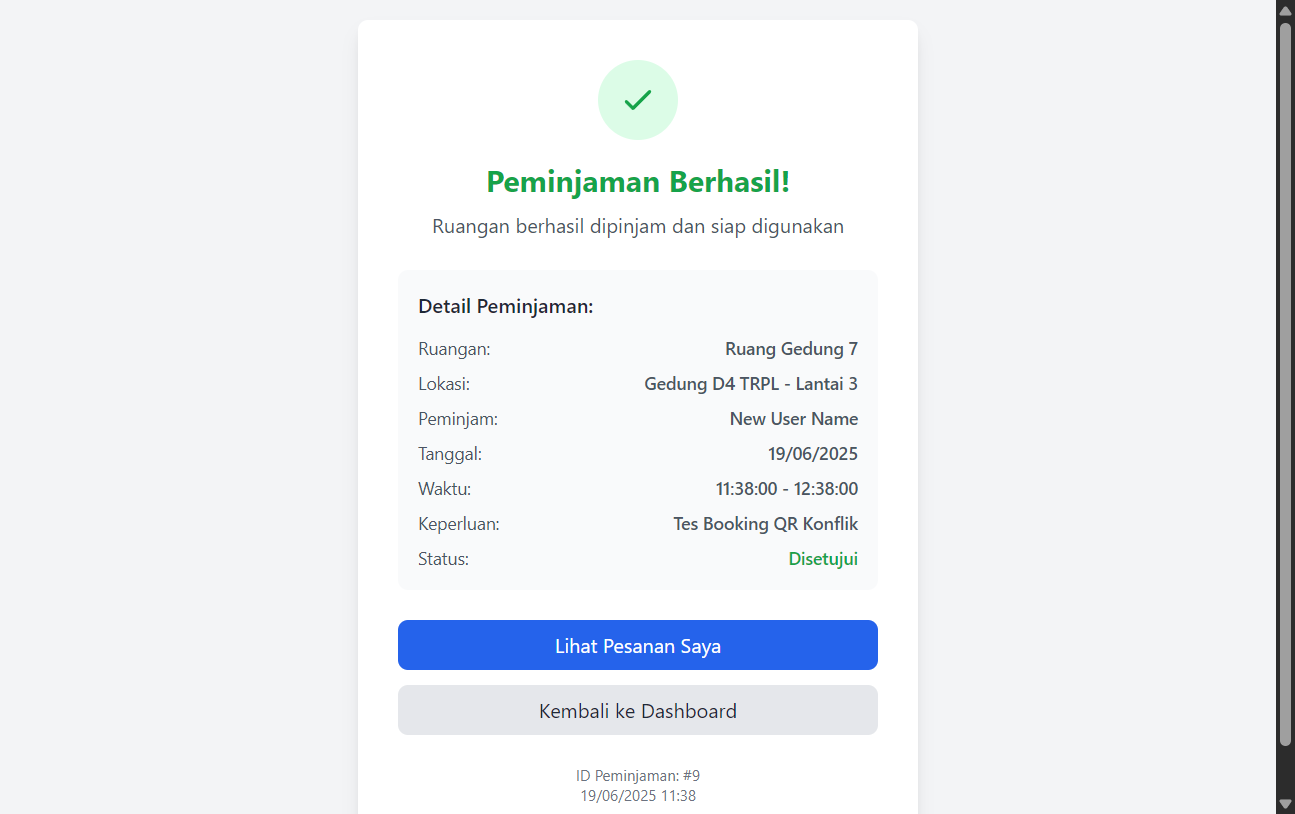 Peminjaman Berhasil!
Ruangan berhasil dipinjam dan siap digunakan
Detail Peminjaman:
Ruangan: Ruang Gedung 7
Lokasi: Gedung D4 TRPL - Lantai 3
Peminjam: New User Name
Tanggal: 19/06/2025
Waktu: 11:38:00 - 12:38:00
Keperluan: Tes Booking QR Konflik
Status: Disetujui
Lihat Pesanan Saya
Kembali ke Dashboard
ID Peminjaman: #9
19/06/2025 11:38